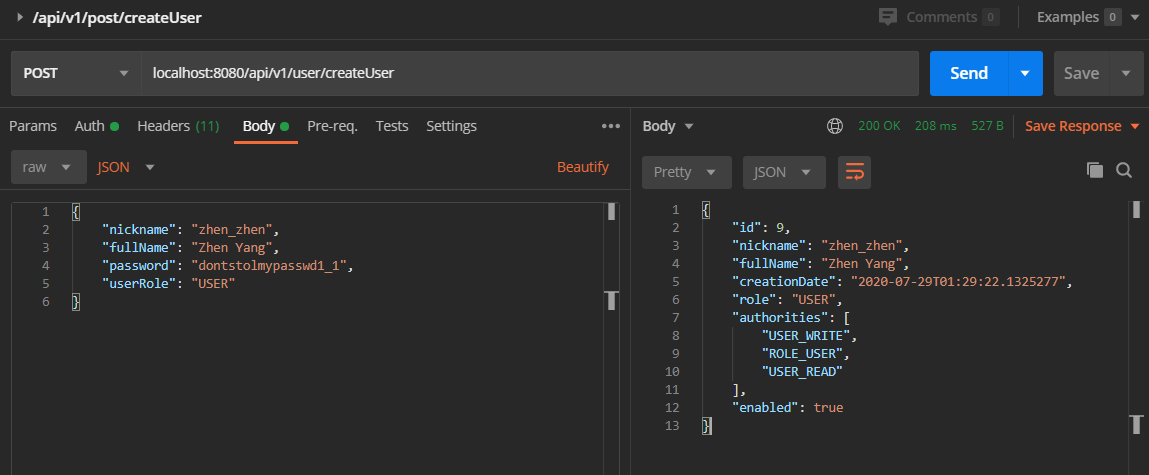 /api/v1/post/createUser
Comments 0
Examples 0
POST
localhost:8080/api/v1/user/createUser
Send
Save
Params Auth Headers (11) Body Pre-req. Tests Settings
raw JSON Beautify
1 {
2 "nickname": "zhen_zhen",
3 "fullName": "Zhen Yang",
4 "password": "dontstolmypasswd1_1",
5 "userRole": "USER"
6 }
Body 200 OK 208 ms 527 B Save Response
Pretty JSON
1 {
2 "id": 9,
3 "nickname": "zhen_zhen",
4 "fullName": "Zhen Yang",
5 "creationDate": "2020-07-29T01:29:22.1325277",
6 "role": "USER",
7 "authorities": [
8 "USER_WRITE",
9 "ROLE_USER",
10 "USER_READ"
11 ],
12 "enabled": true
13 }